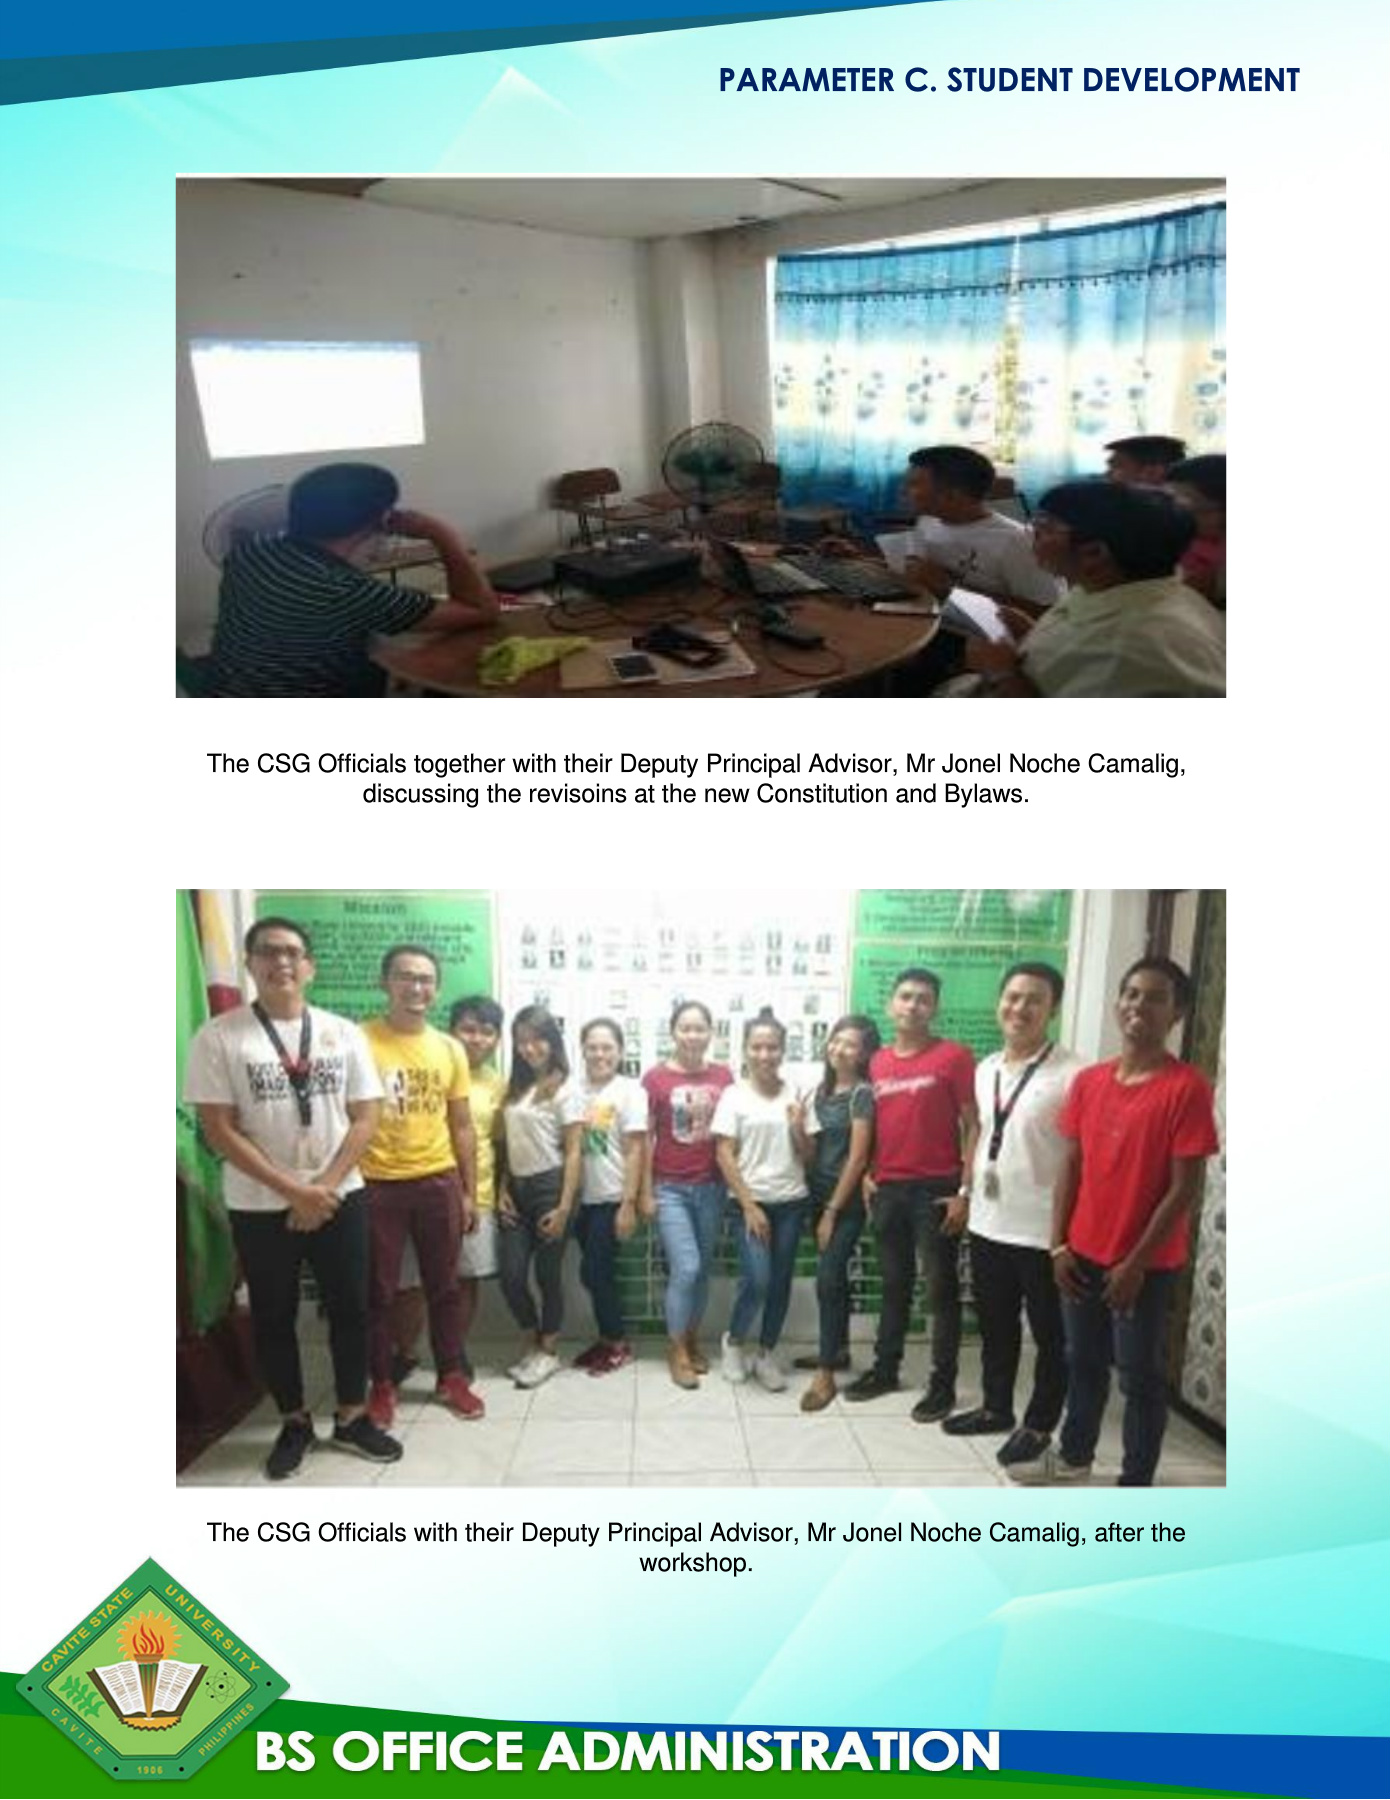 PARAMETER C. STUDENT DEVELOPMENT
The CSG Officials together with their Deputy Principal Advisor, Mr Jonel Noche Camalig,
discussing the revisoins at the new Constitution and Bylaws.
Mission
The CSG Officials with their Deputy Principal Advisor, Mr Jonel Noche Camalig, after the
workshop.
CAVITE STATE UNIVERSITY
CAVITE
1906
PHILIPPINES
BS OFFICE ADMINISTRATION